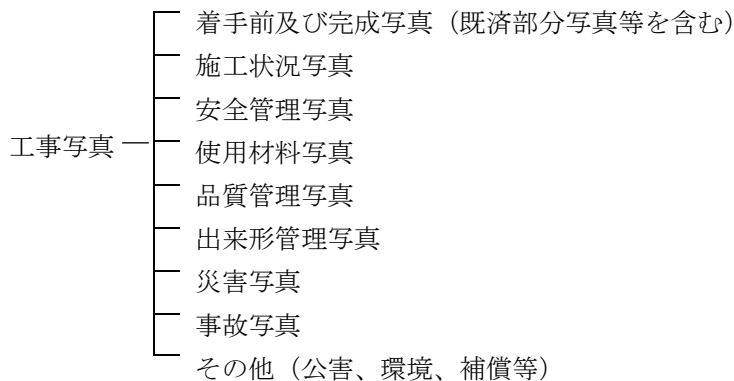 着手前及び完成写真（既済部分写真等を含む）
施工状況写真
安全管理写真
工事写真
使用材料写真
品質管理写真
出来形管理写真
災害写真
事故写真
その他（公害、環境、補償等）